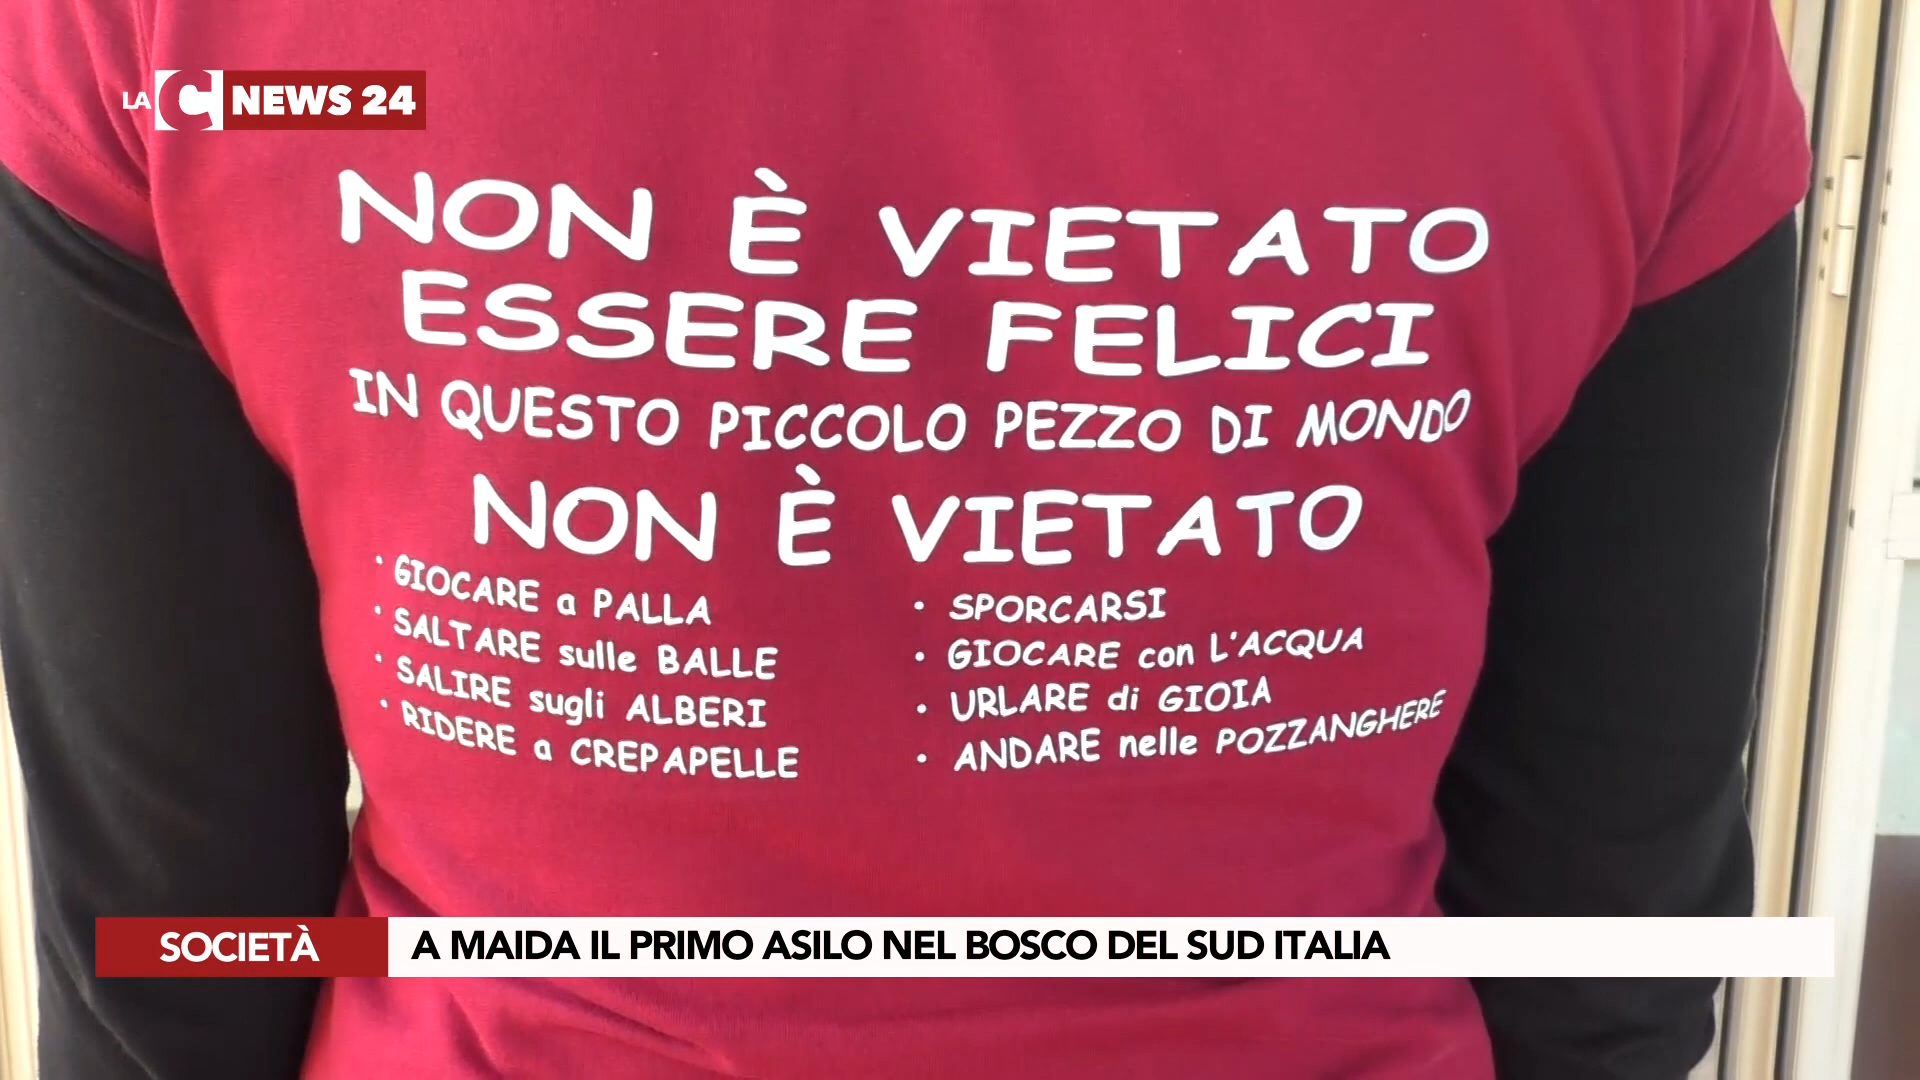 LA C NEWS 24
NON È VIETATO
ESSERE FELICI
IN QUESTO PICCOLO PEZZO DI MONDO
NON È VIETATO
• GIOCARE a PALLA
• SALTARE sulle BALLE
• SALIRE sugli ALBERI
• RIDERE a CREPAPELLE
• SPORCARSI
• GIOCARE con L'ACQUA
• URLARE di GIOIA
• ANDARE nelle POZZANGHERE
SOCIETÀ
A MAIDA IL PRIMO ASILO NEL BOSCO DEL SUD ITALIA